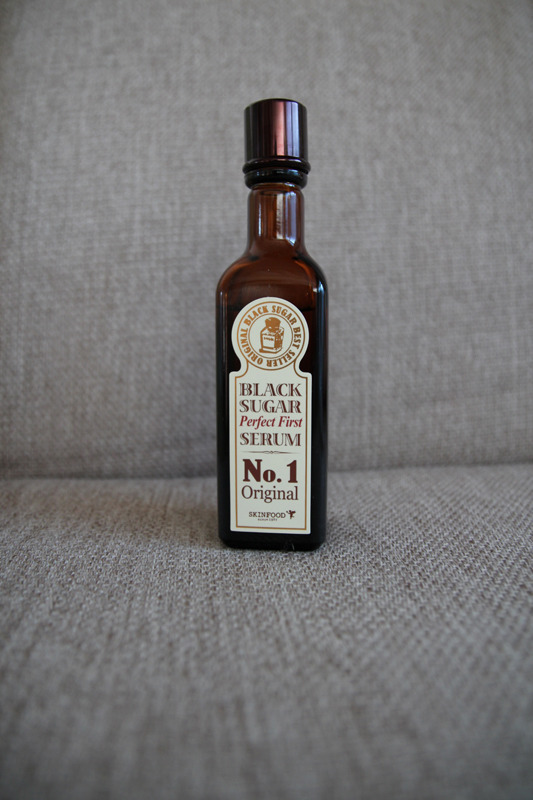 ORIGINAL BLACK SUGAR BEST SELLER
BLACK
SUGAR
Perfect First
SERUM
No. 1
Original
SKINFOOD